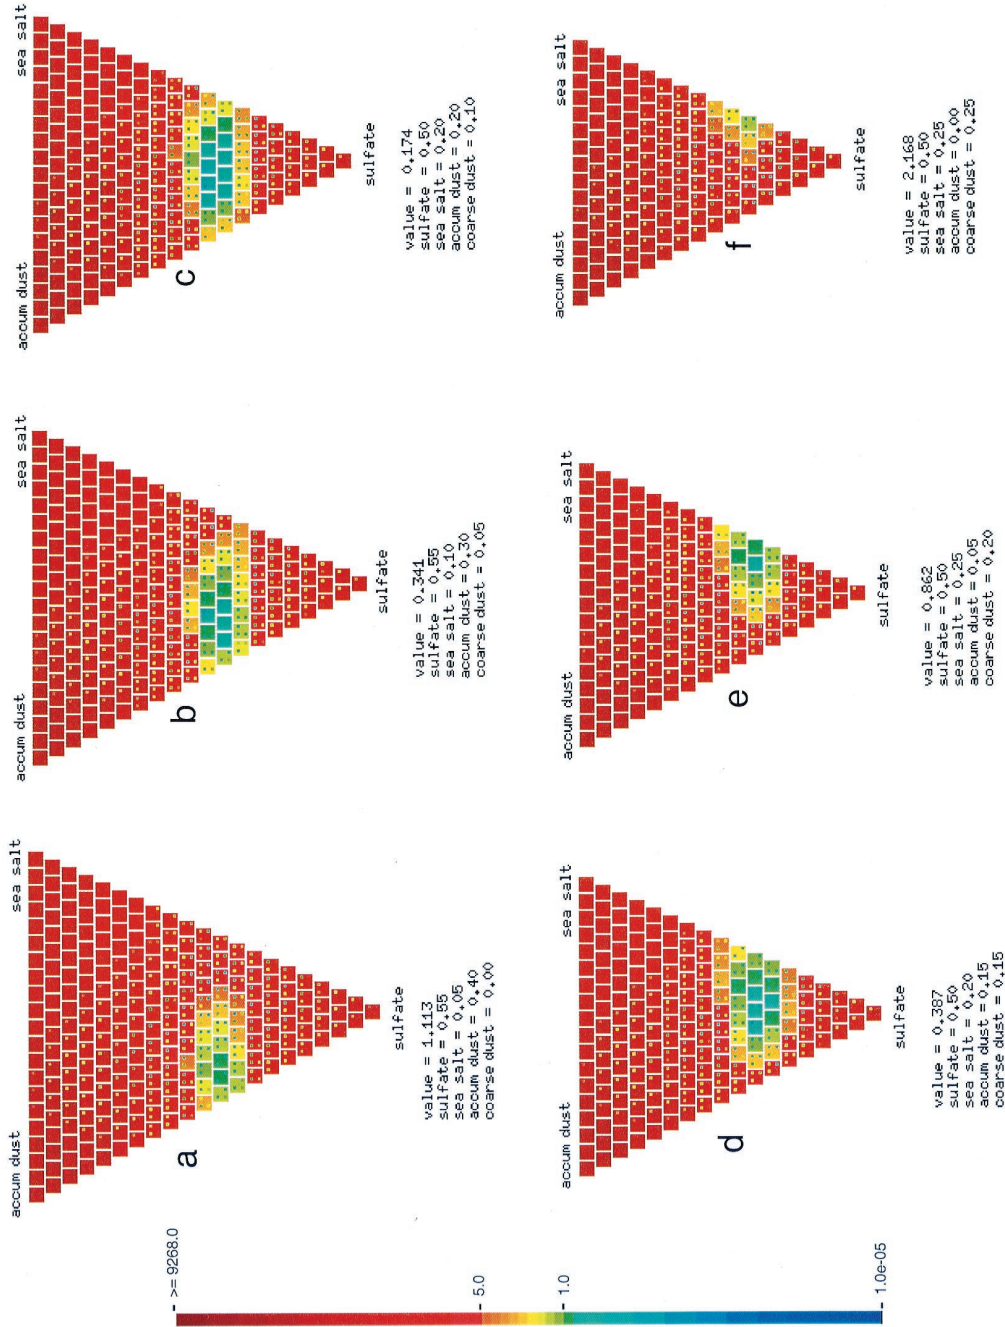 accum dust
sea salt
a
sulfate
value = 1.113
sulfate = 0.55
sea salt = 0.05
accum dust = 0.40
coarse dust = 0.00
accum dust
sea salt
b
sulfate
value = 0.341
sulfate = 0.55
sea salt = 0.10
accum dust = 0.30
coarse dust = 0.05
accum dust
sea salt
c
sulfate
value = 0.174
sulfate = 0.50
sea salt = 0.20
accum dust = 0.20
coarse dust = 0.10
accum dust
sea salt
d
sulfate
value = 0.387
sulfate = 0.50
sea salt = 0.20
accum dust = 0.15
coarse dust = 0.15
accum dust
sea salt
e
sulfate
value = 0.862
sulfate = 0.50
sea salt = 0.25
accum dust = 0.05
coarse dust = 0.20
accum dust
sea salt
f
sulfate
value = 2.168
sulfate = 0.50
sea salt = 0.25
accum dust = 0.00
coarse dust = 0.25
>= 9268.0
5.0
1.0
1.0e-05